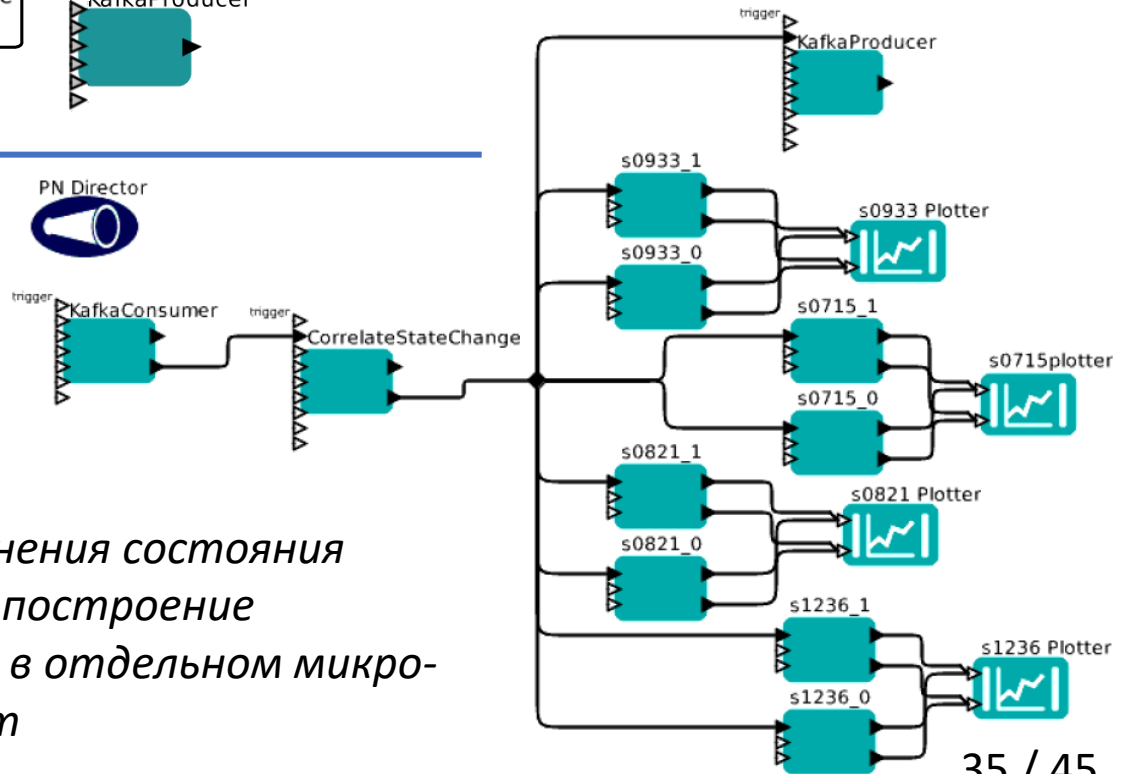 KafkaProducer
trigger
KafkaProducer
PN Director
s0933_1
s0933 Plotter
s0933_0
trigger
KafkaConsumer
trigger
CorrelateStateChange
s0715_1
s0715plotter
s0715_0
s0821_1
s0821 Plotter
s0821_0
нения состояния
построение
в отдельном микро-
т
s1236_1
s1236 Plotter
s1236_0
35 / 45